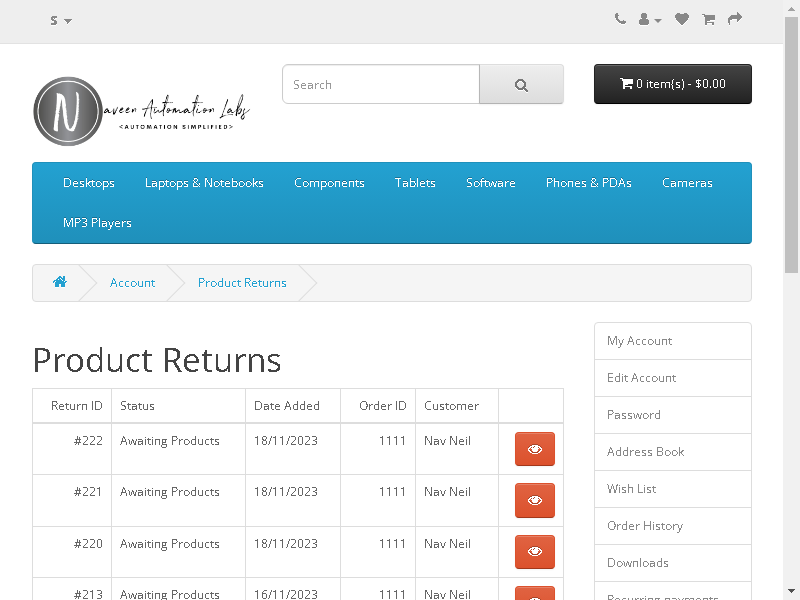 $
Naveen Automation Labs
<AUTOMATION SIMPLIFIED>
Search
0 item(s) - $0.00
Desktops
Laptops & Notebooks
Components
Tablets
Software
Phones & PDAs
Cameras
MP3 Players
Account
Product Returns
Product Returns
Return ID Status Date Added Order ID Customer
#222 Awaiting Products 18/11/2023 1111 Nav Neil
#221 Awaiting Products 18/11/2023 1111 Nav Neil
#220 Awaiting Products 18/11/2023 1111 Nav Neil
#213 Awaiting Products 16/11/2023 1111 Nav Neil
My Account
Edit Account
Password
Address Book
Wish List
Order History
Downloads
Recurring payments